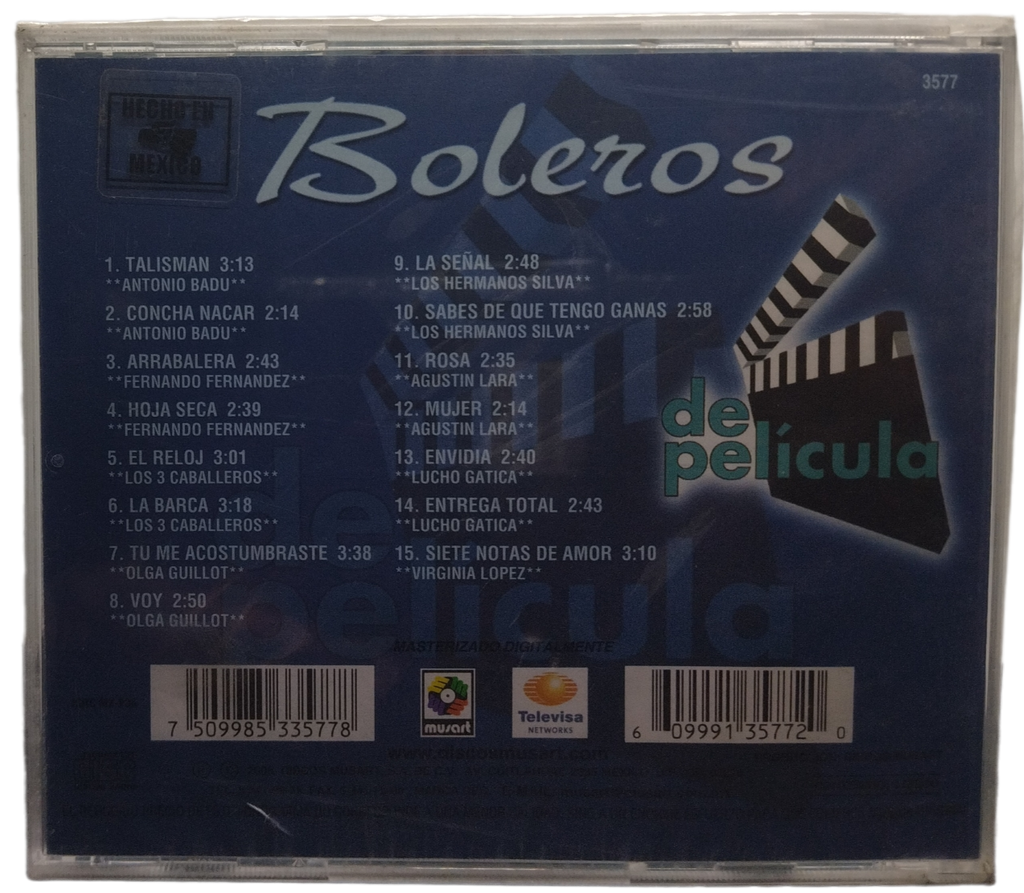 3577
HECHO EN
MEXICO
Boleros
1. TALISMAN 3:13
**ANTONIO BADU**
2. CONCHA NACAR 2:14
**ANTONIO BADU**
3. ARRABALERA 2:43
**FERNANDO FERNANDEZ**
4. HOJA SECA 2:39
**FERNANDO FERNANDEZ**
5. EL RELOJ 3:01
**LOS 3 CABALLEROS**
6. LA BARCA 3:18
**LOS 3 CABALLEROS**
7. TU ME ACOSTUMBRASTE 3:38
**OLGA GUILLOT**
8. VOY 2:50
**OLGA GUILLOT**
9. LA SEÑAL 2:48
**LOS HERMANOS SILVA**
10. SABES DE QUE TENGO GANAS 2:58
**LOS HERMANOS SILVA**
11. ROSA 2:35
**AGUSTIN LARA**
12. MUJER 2:14
**AGUSTIN LARA**
13. ENVIDIA 2:40
**LUCHO GATICA**
14. ENTREGA TOTAL 2:43
**LUCHO GATICA**
15. SIETE NOTAS DE AMOR 3:10
**VIRGINIA LOPEZ**
de
película
de
película
MASTERIZADO DIGITALMENTE
7 509985 335778
musart
Televisa
NETWORKS
6 09991 35772 0
www.discosmusart.com